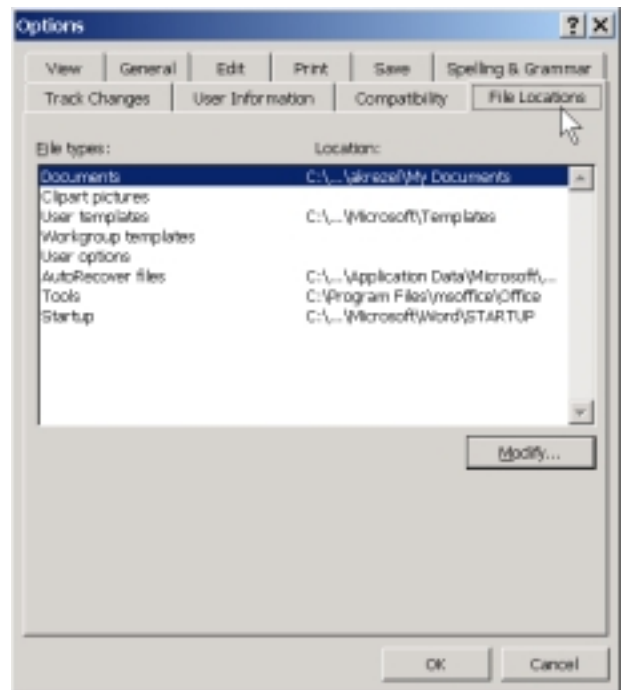 Options
View General Edit Print Save Spelling & Grammar
Track Changes User Information Compatibility File Locations
File types: Location:
Documents C:\...\akrezel\My Documents
Clipart pictures
User templates C:\...\Microsoft\Templates
Workgroup templates
User options
AutoRecover files C:\...\Application Data\Microsoft\...
Tools C:\Program Files\msoffice\Office
Startup C:\...\Microsoft\Word\STARTUP
Modify...
OK Cancel